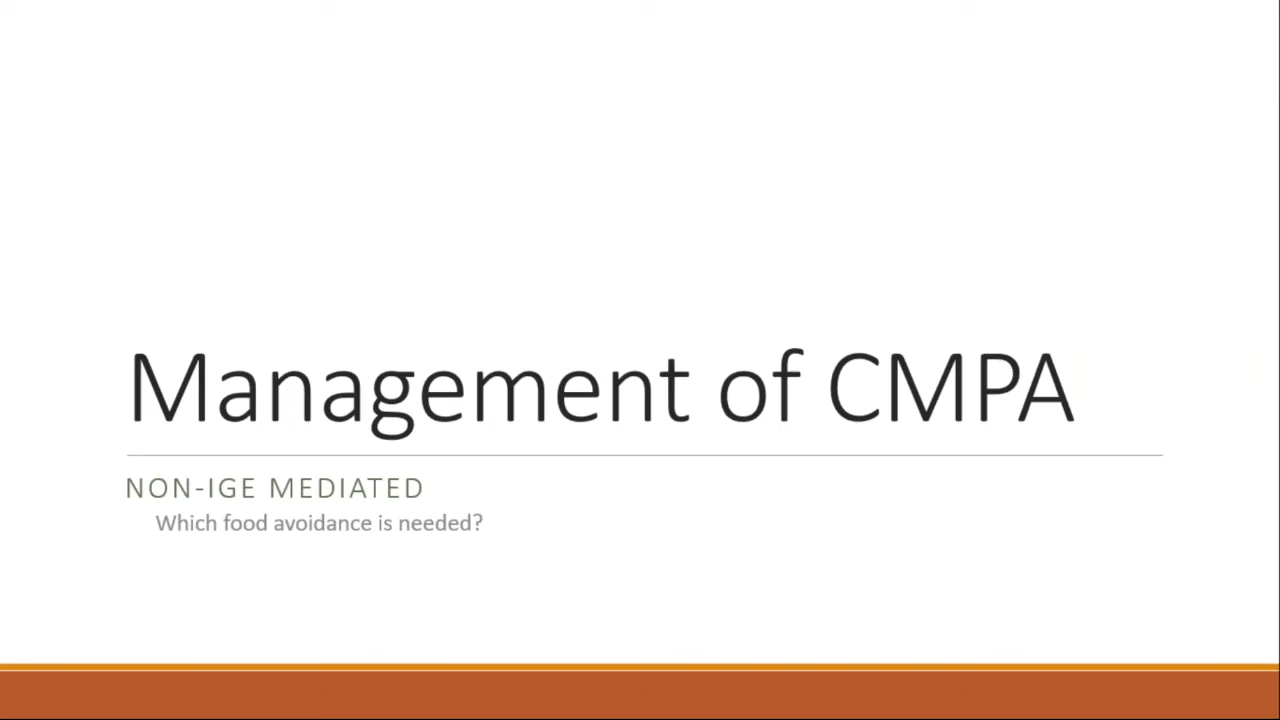 Management of CMPA
NON-IGE MEDIATED
Which food avoidance is needed?